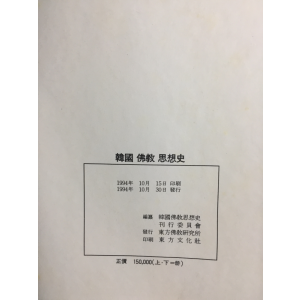 韓國 佛敎 思想史
1994年 10月 15日 印刷
1994年 10月 30日 發行
編纂 韓國佛敎思想史
刊行委員會
發行 東方佛敎硏究所
印刷 東方文化社
正價 150,000(上·下一帙)